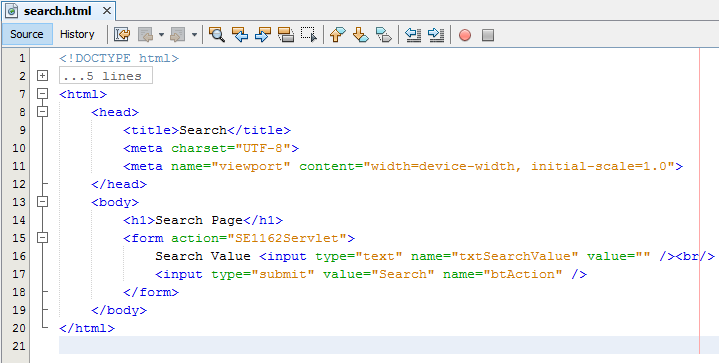 search.html
Source History
1 <!DOCTYPE html>
2 ...5 lines
7 <html>
8 <head>
9 <title>Search</title>
10 <meta charset="UTF-8">
11 <meta name="viewport" content="width=device-width, initial-scale=1.0">
12 </head>
13 <body>
14 <h1>Search Page</h1>
15 <form action="SE1162Servlet">
16 Search Value <input type="text" name="txtSearchValue" value="" /><br/>
17 <input type="submit" value="Search" name="btAction" />
18 </form>
19 </body>
20 </html>
21